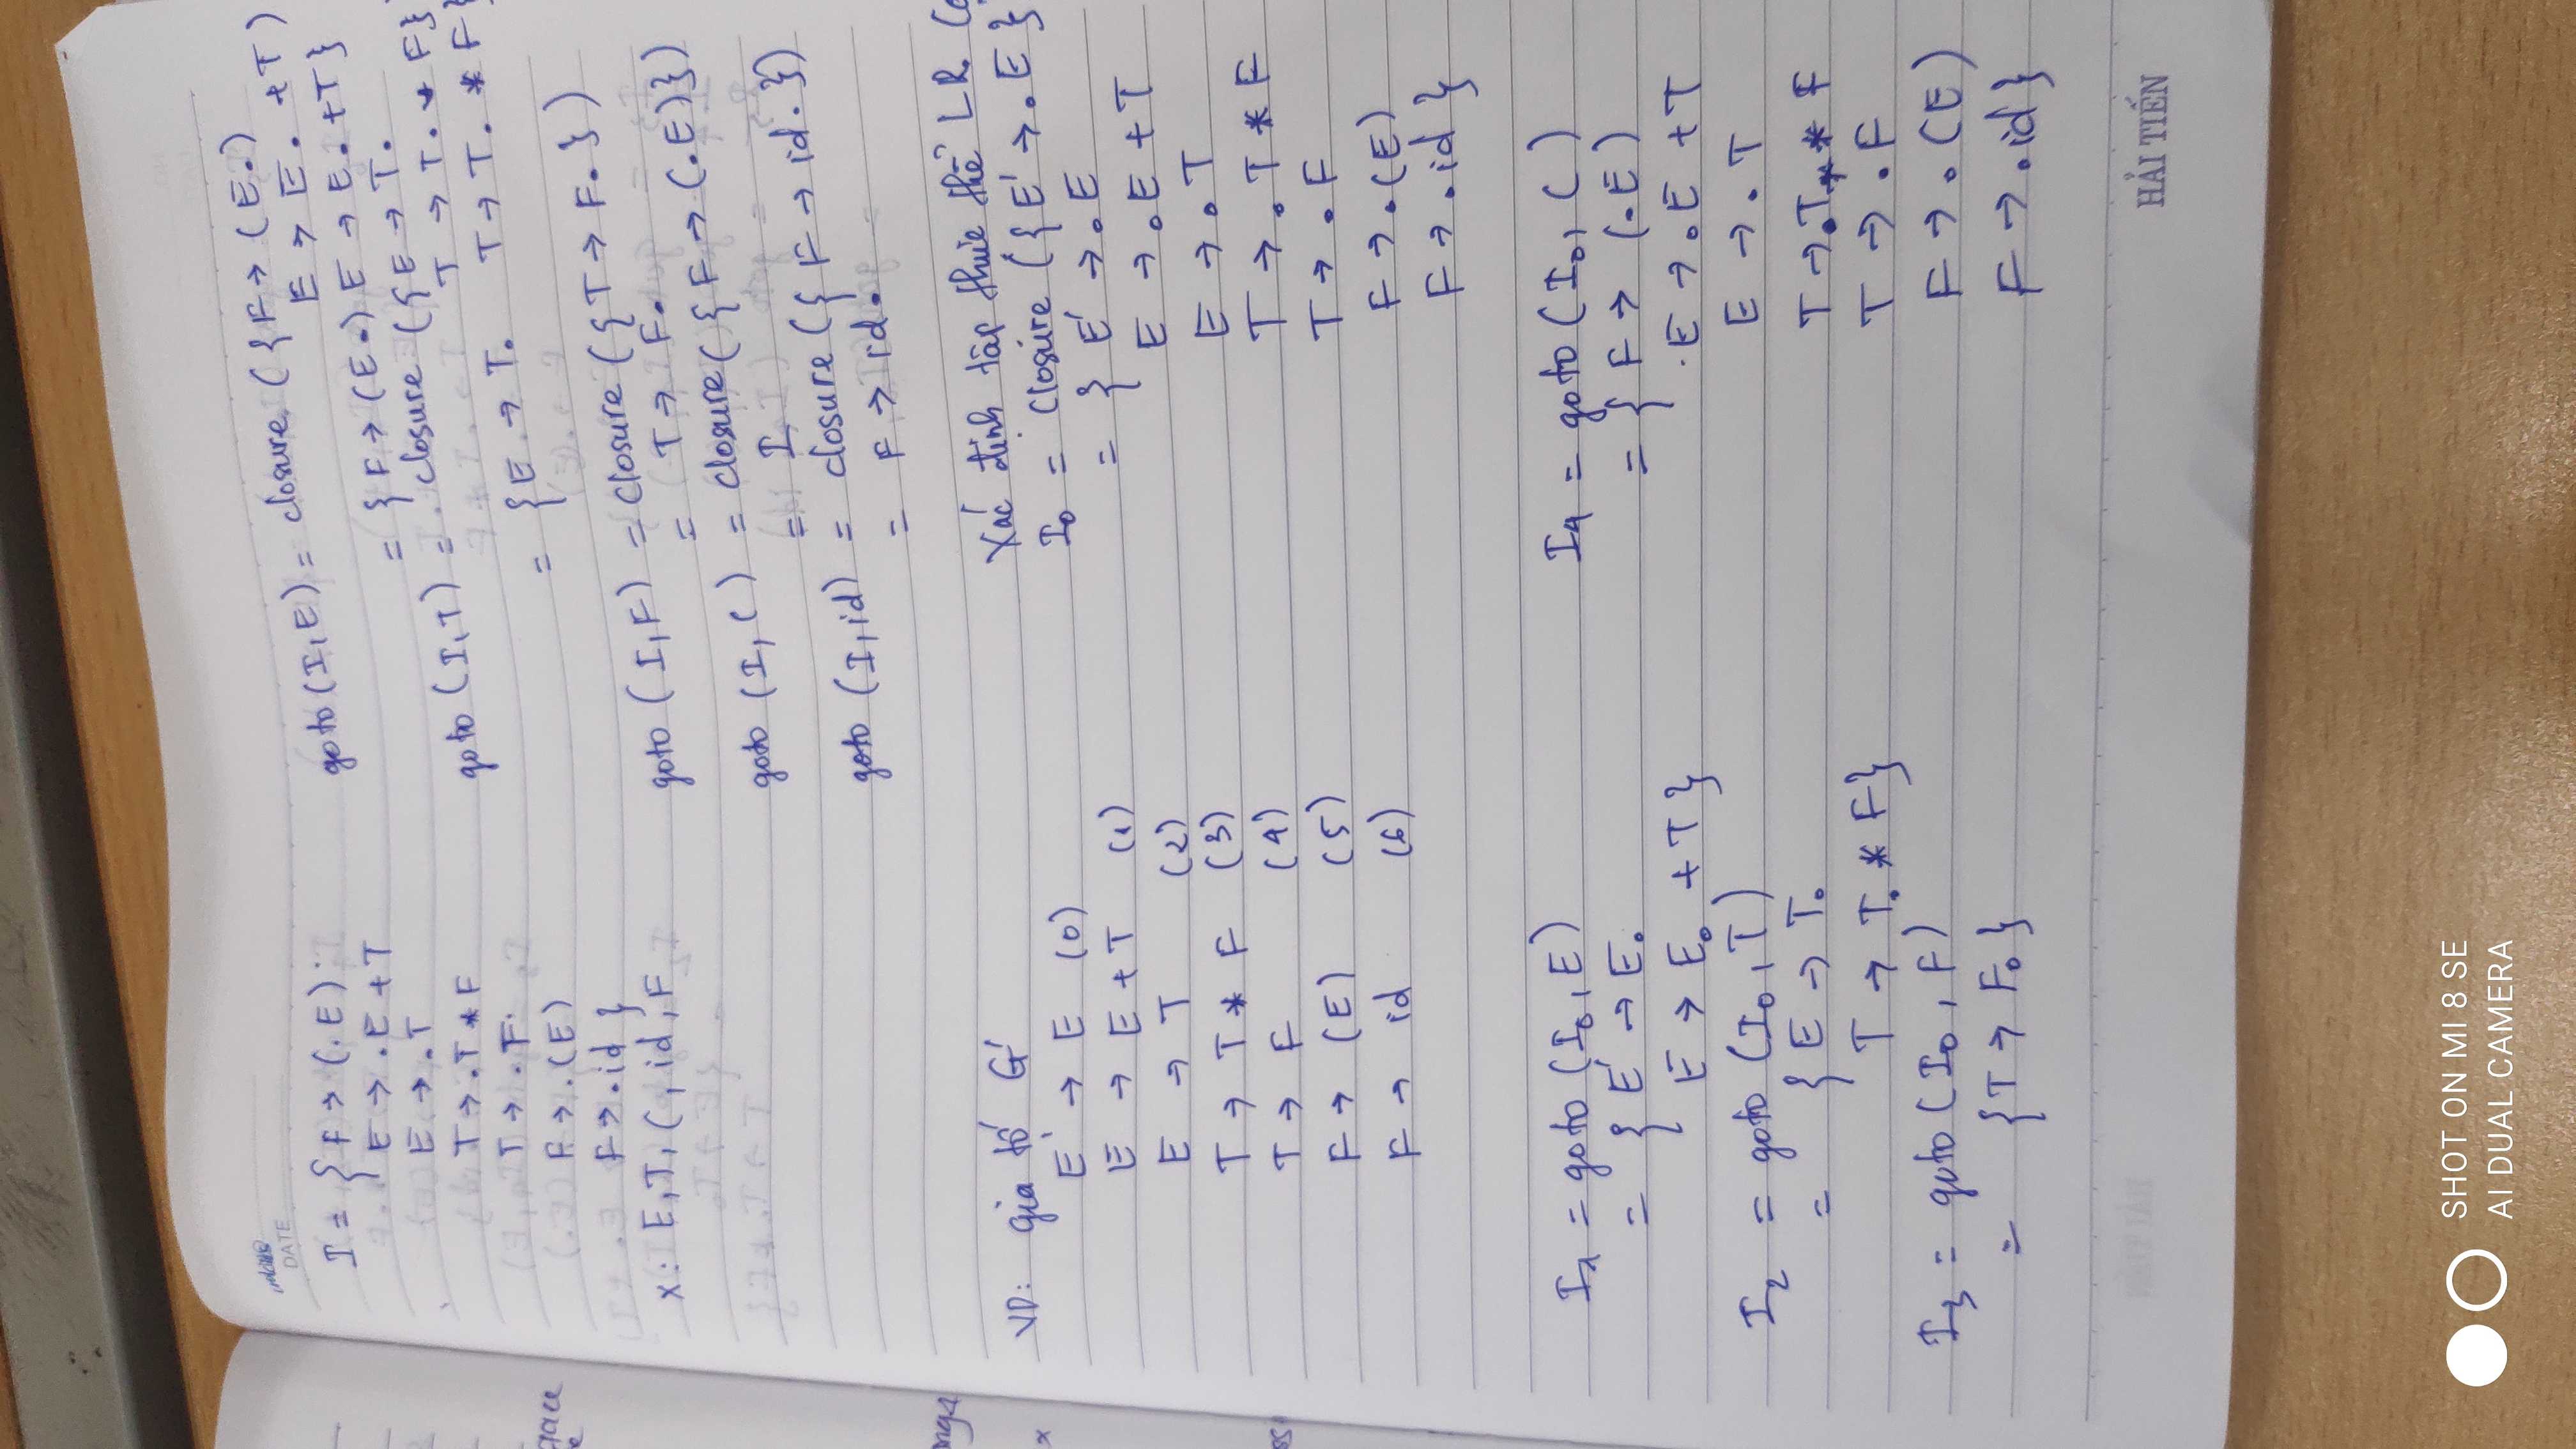 DATE
I = { F → (.E)
E → .E + T
E → .T
T → .T * F
T → .F
F → .(E)
F → .id }
X: E, T, (, id, F
goto (I, E) = closure ({ F → (E.)
E → E. + T)
= { F → (E.) E → E. + T}
goto (I, T) = closure ({ E → T.
T → T. * F}
= { E → T. T → T. * F}
goto (I, F) = closure ({ T → F. })
= T → F.
goto (I, () = closure ({ F → (.E) })
= I
goto (I, id) = closure ({ F → id. })
= F → id.
Xác định tập thực thể LR
VD: giả tố G'
E' → E (0)
E → E + T (1)
E → T (2)
T → T * F (3)
T → F (4)
F → (E) (5)
F → id (6)
I0 = closure ({ E' → .E })
= { E' → .E
E → .E + T
E → .T
T → .T * F
T → .F
F → .(E)
F → .id }
I1 = goto (I0, E)
= { E' → E.
E → E. + T }
I2 = goto (I0, T)
= { E → T.
T → T. * F}
I3 = goto (I0, F)
= { T → F. }
I4 = goto (I0, ()
= { F → (.E)
E → .E + T
E → .T
T → .T * F
T → .F
F → .(E)
F → .id }
HẢI TIẾN
SHOT ON MI 8 SE
AI DUAL CAMERA